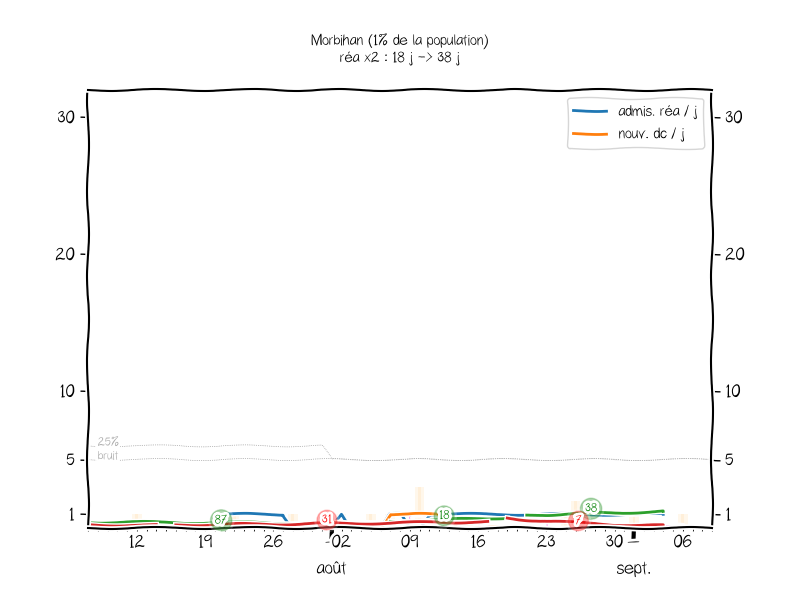 Morbihan (1% de la population)
réa x2 : 18 j -> 38 j
admis. réa / j
nouv. dc / j
30
30
20
20
10
10
25%
bruit
5
5
1
1
87
31
18
7
38
12 19 26 02 09 16 23 30 06
août sept.